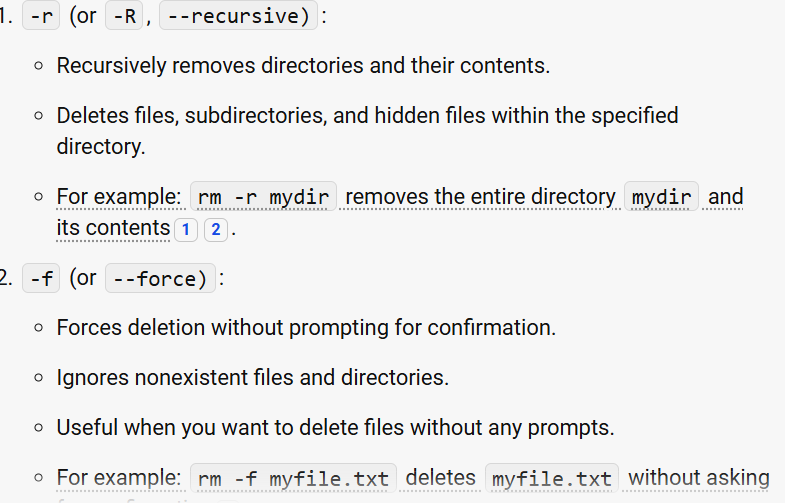 1. -r (or -R, --recursive) :
Recursively removes directories and their contents.
Deletes files, subdirectories, and hidden files within the specified
directory.
For example: rm -r mydir removes the entire directory mydir and
its contents 1 2 .
2. -f (or --force) :
Forces deletion without prompting for confirmation.
Ignores nonexistent files and directories.
Useful when you want to delete files without any prompts.
For example: rm -f myfile.txt deletes myfile.txt without asking